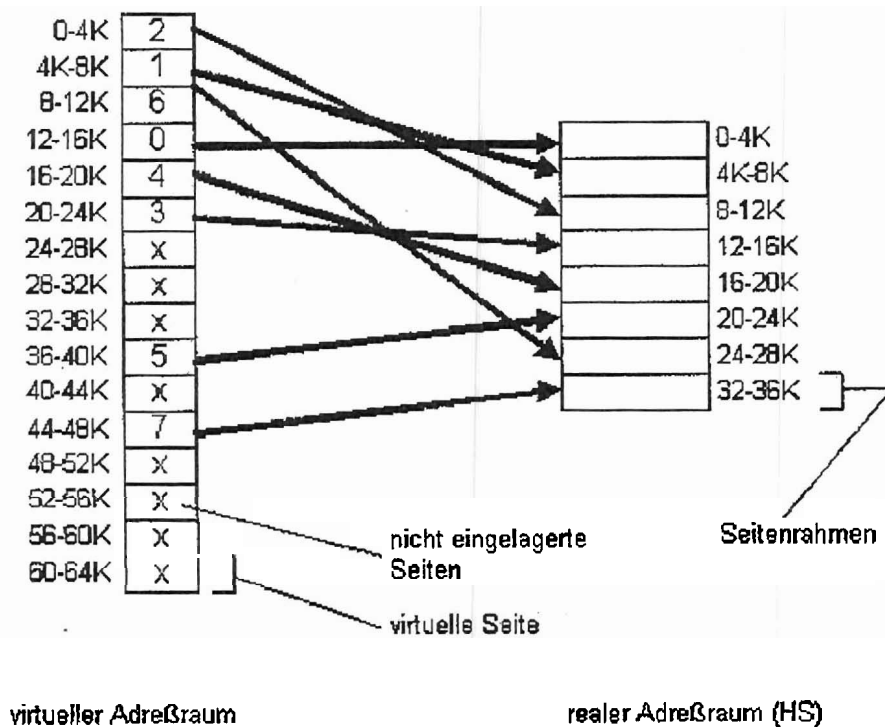 0-4K 2
4K-8K 1
8-12K 6
12-16K 0
16-20K 4
20-24K 3
24-28K x
28-32K x
32-36K x
36-40K 5
40-44K x
44-48K 7
48-52K x
52-56K x
56-60K x
60-64K x
0-4K
4K-8K
8-12K
12-16K
16-20K
20-24K
24-28K
32-36K
Seitenrahmen
nicht eingelagerte
Seiten
virtuelle Seite
virtueller Adreßraum
realer Adreßraum (HS)